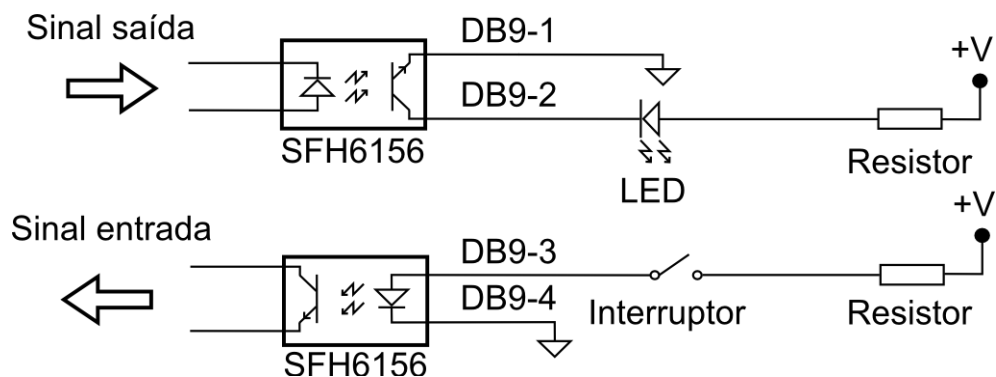 Sinal saída
DB9-1
+V
DB9-2
SFH6156
LED
Resistor
Sinal entrada
DB9-3
+V
DB9-4
Interruptor
Resistor
SFH6156